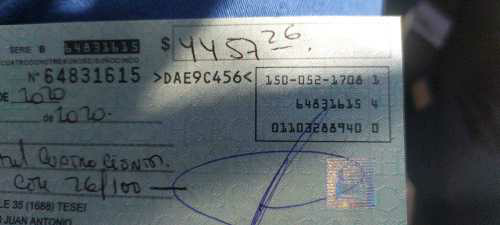 SERIE B 64831615 $ 4457 26
Nº 64831615 >DAE9C456< 150-052-1708 1
DE 2020 64831615 4
de 2020. 01103288940 0
mil cuatrocientos
con 26/100
LE 35 (1688) TESEI
JUAN ANTONIO